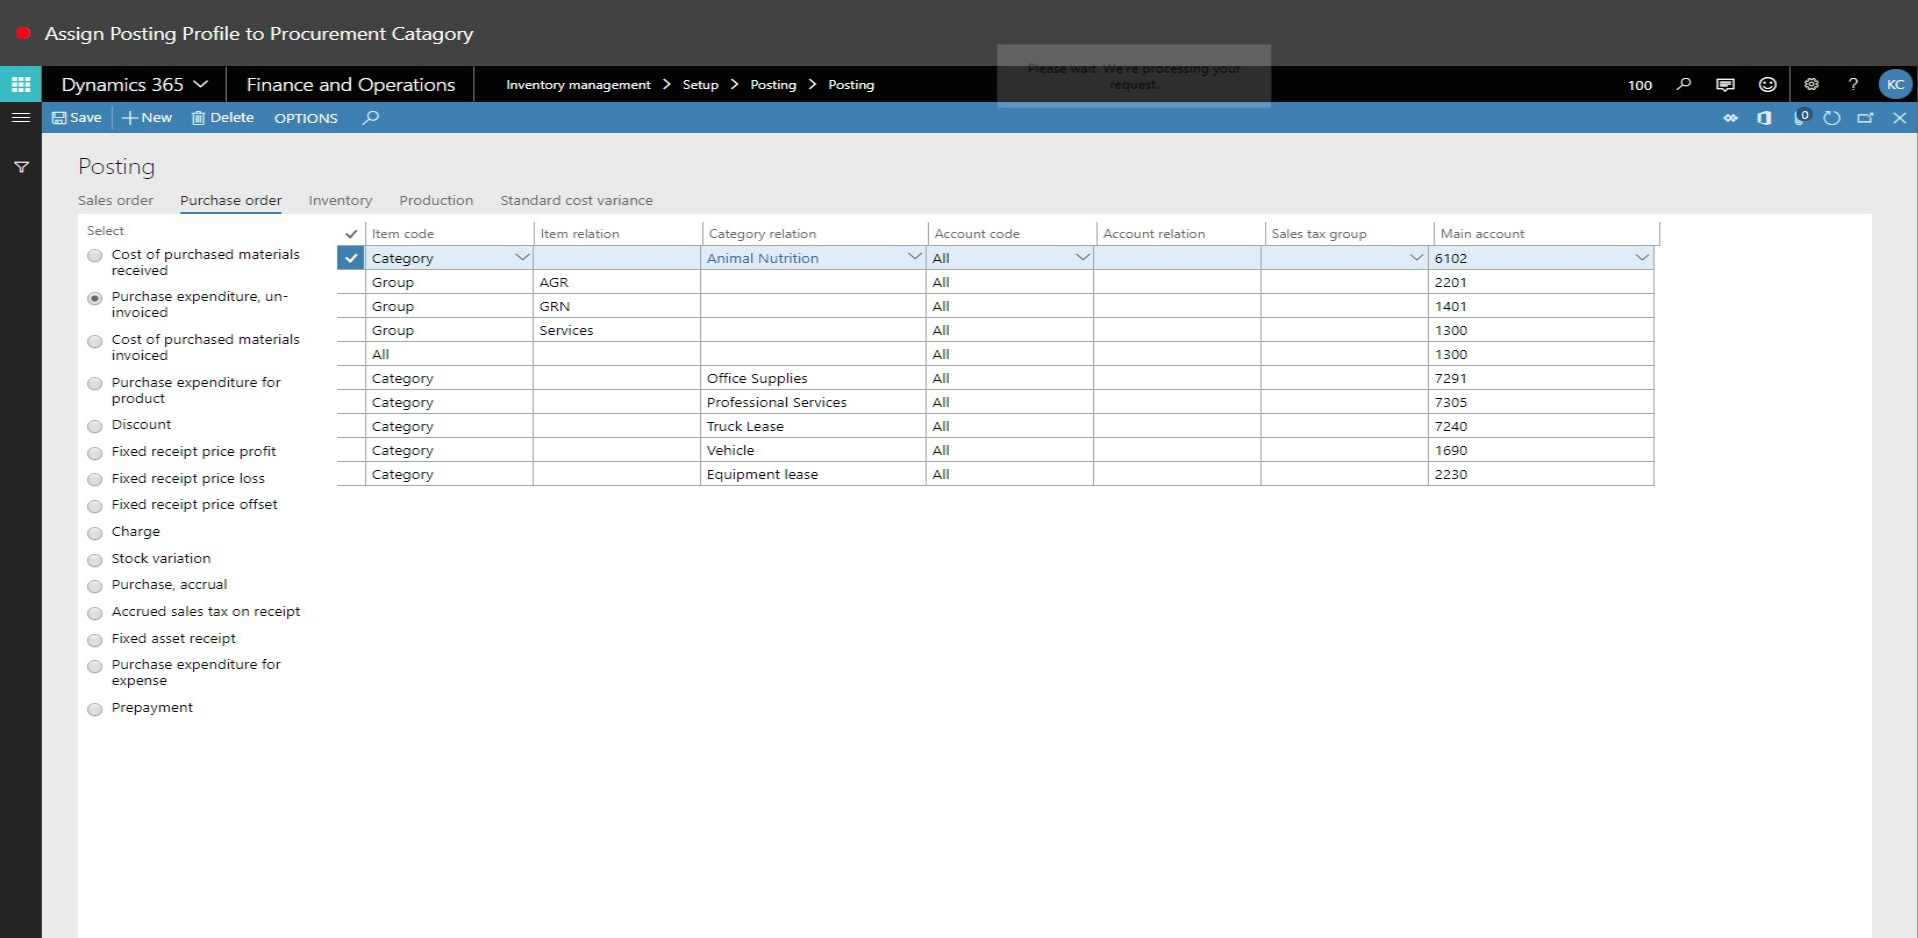 Assign Posting Profile to Procurement Catagory
Please wait. We're processing your
request.
Dynamics 365
Finance and Operations
Inventory management > Setup > Posting > Posting
100
?
KC
Save
+ New
Delete
OPTIONS
0
Posting
Sales order
Purchase order
Inventory
Production
Standard cost variance
Select
Cost of purchased materials
received
Purchase expenditure, un-
invoiced
Cost of purchased materials
invoiced
Purchase expenditure for
product
Discount
Fixed receipt price profit
Fixed receipt price loss
Fixed receipt price offset
Charge
Stock variation
Purchase, accrual
Accrued sales tax on receipt
Fixed asset receipt
Purchase expenditure for
expense
Prepayment
Item code Item relation Category relation Account code Account relation Sales tax group Main account
Category Animal Nutrition All 6102
Group AGR All 2201
Group GRN All 1401
Group Services All 1300
All All 1300
Category Office Supplies All 7291
Category Professional Services All 7305
Category Truck Lease All 7240
Category Vehicle All 1690
Category Equipment lease All 2230